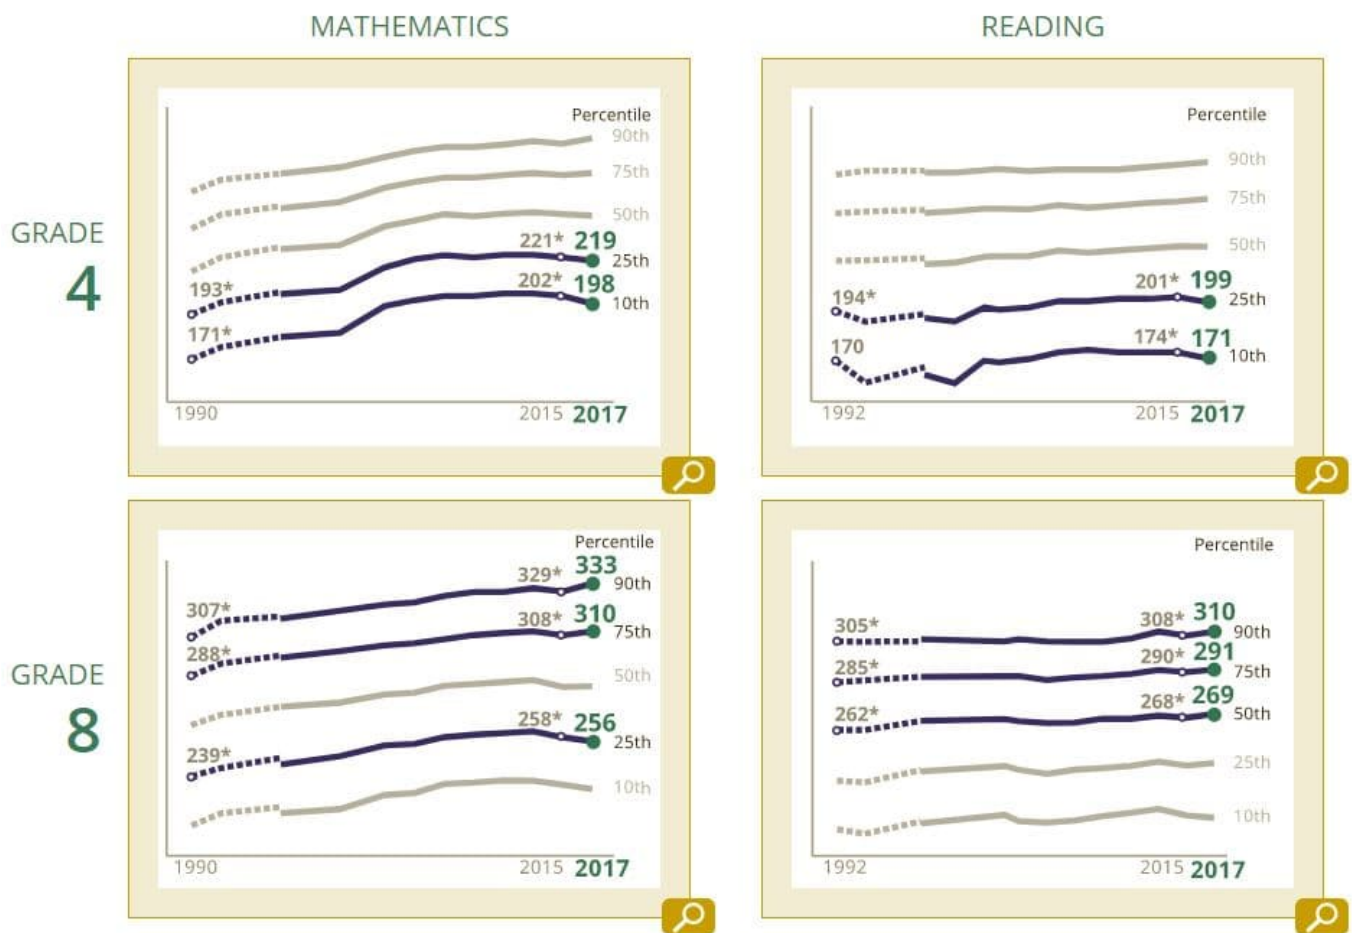 MATHEMATICS
READING
GRADE
4
Percentile
90th
75th
50th
221* 219
25th
193*
202* 198
10th
171*
1990 2015 2017
Percentile
90th
75th
50th
201* 199
25th
194*
174* 171
10th
170
1992 2015 2017
GRADE
8
Percentile
329* 333
90th
307*
308* 310
75th
288*
50th
258* 256
25th
239*
10th
1990 2015 2017
Percentile
308* 310
90th
305*
290* 291
75th
285*
268* 269
50th
262*
25th
10th
1992 2015 2017